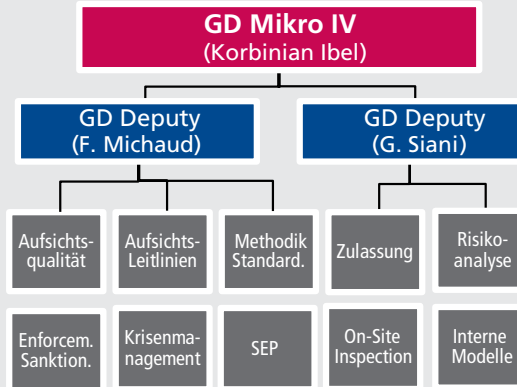 GD Mikro IV
(Korbinian Ibel)
GD Deputy
(F. Michaud)
GD Deputy
(G. Siani)
Aufsichts-
qualität
Aufsichts-
Leitlinien
Methodik
Standard.
Zulassung
Risiko-
analyse
Enforcem.
Sanktion.
Krisenma-
nagement
SEP
On-Site
Inspection
Interne
Modelle